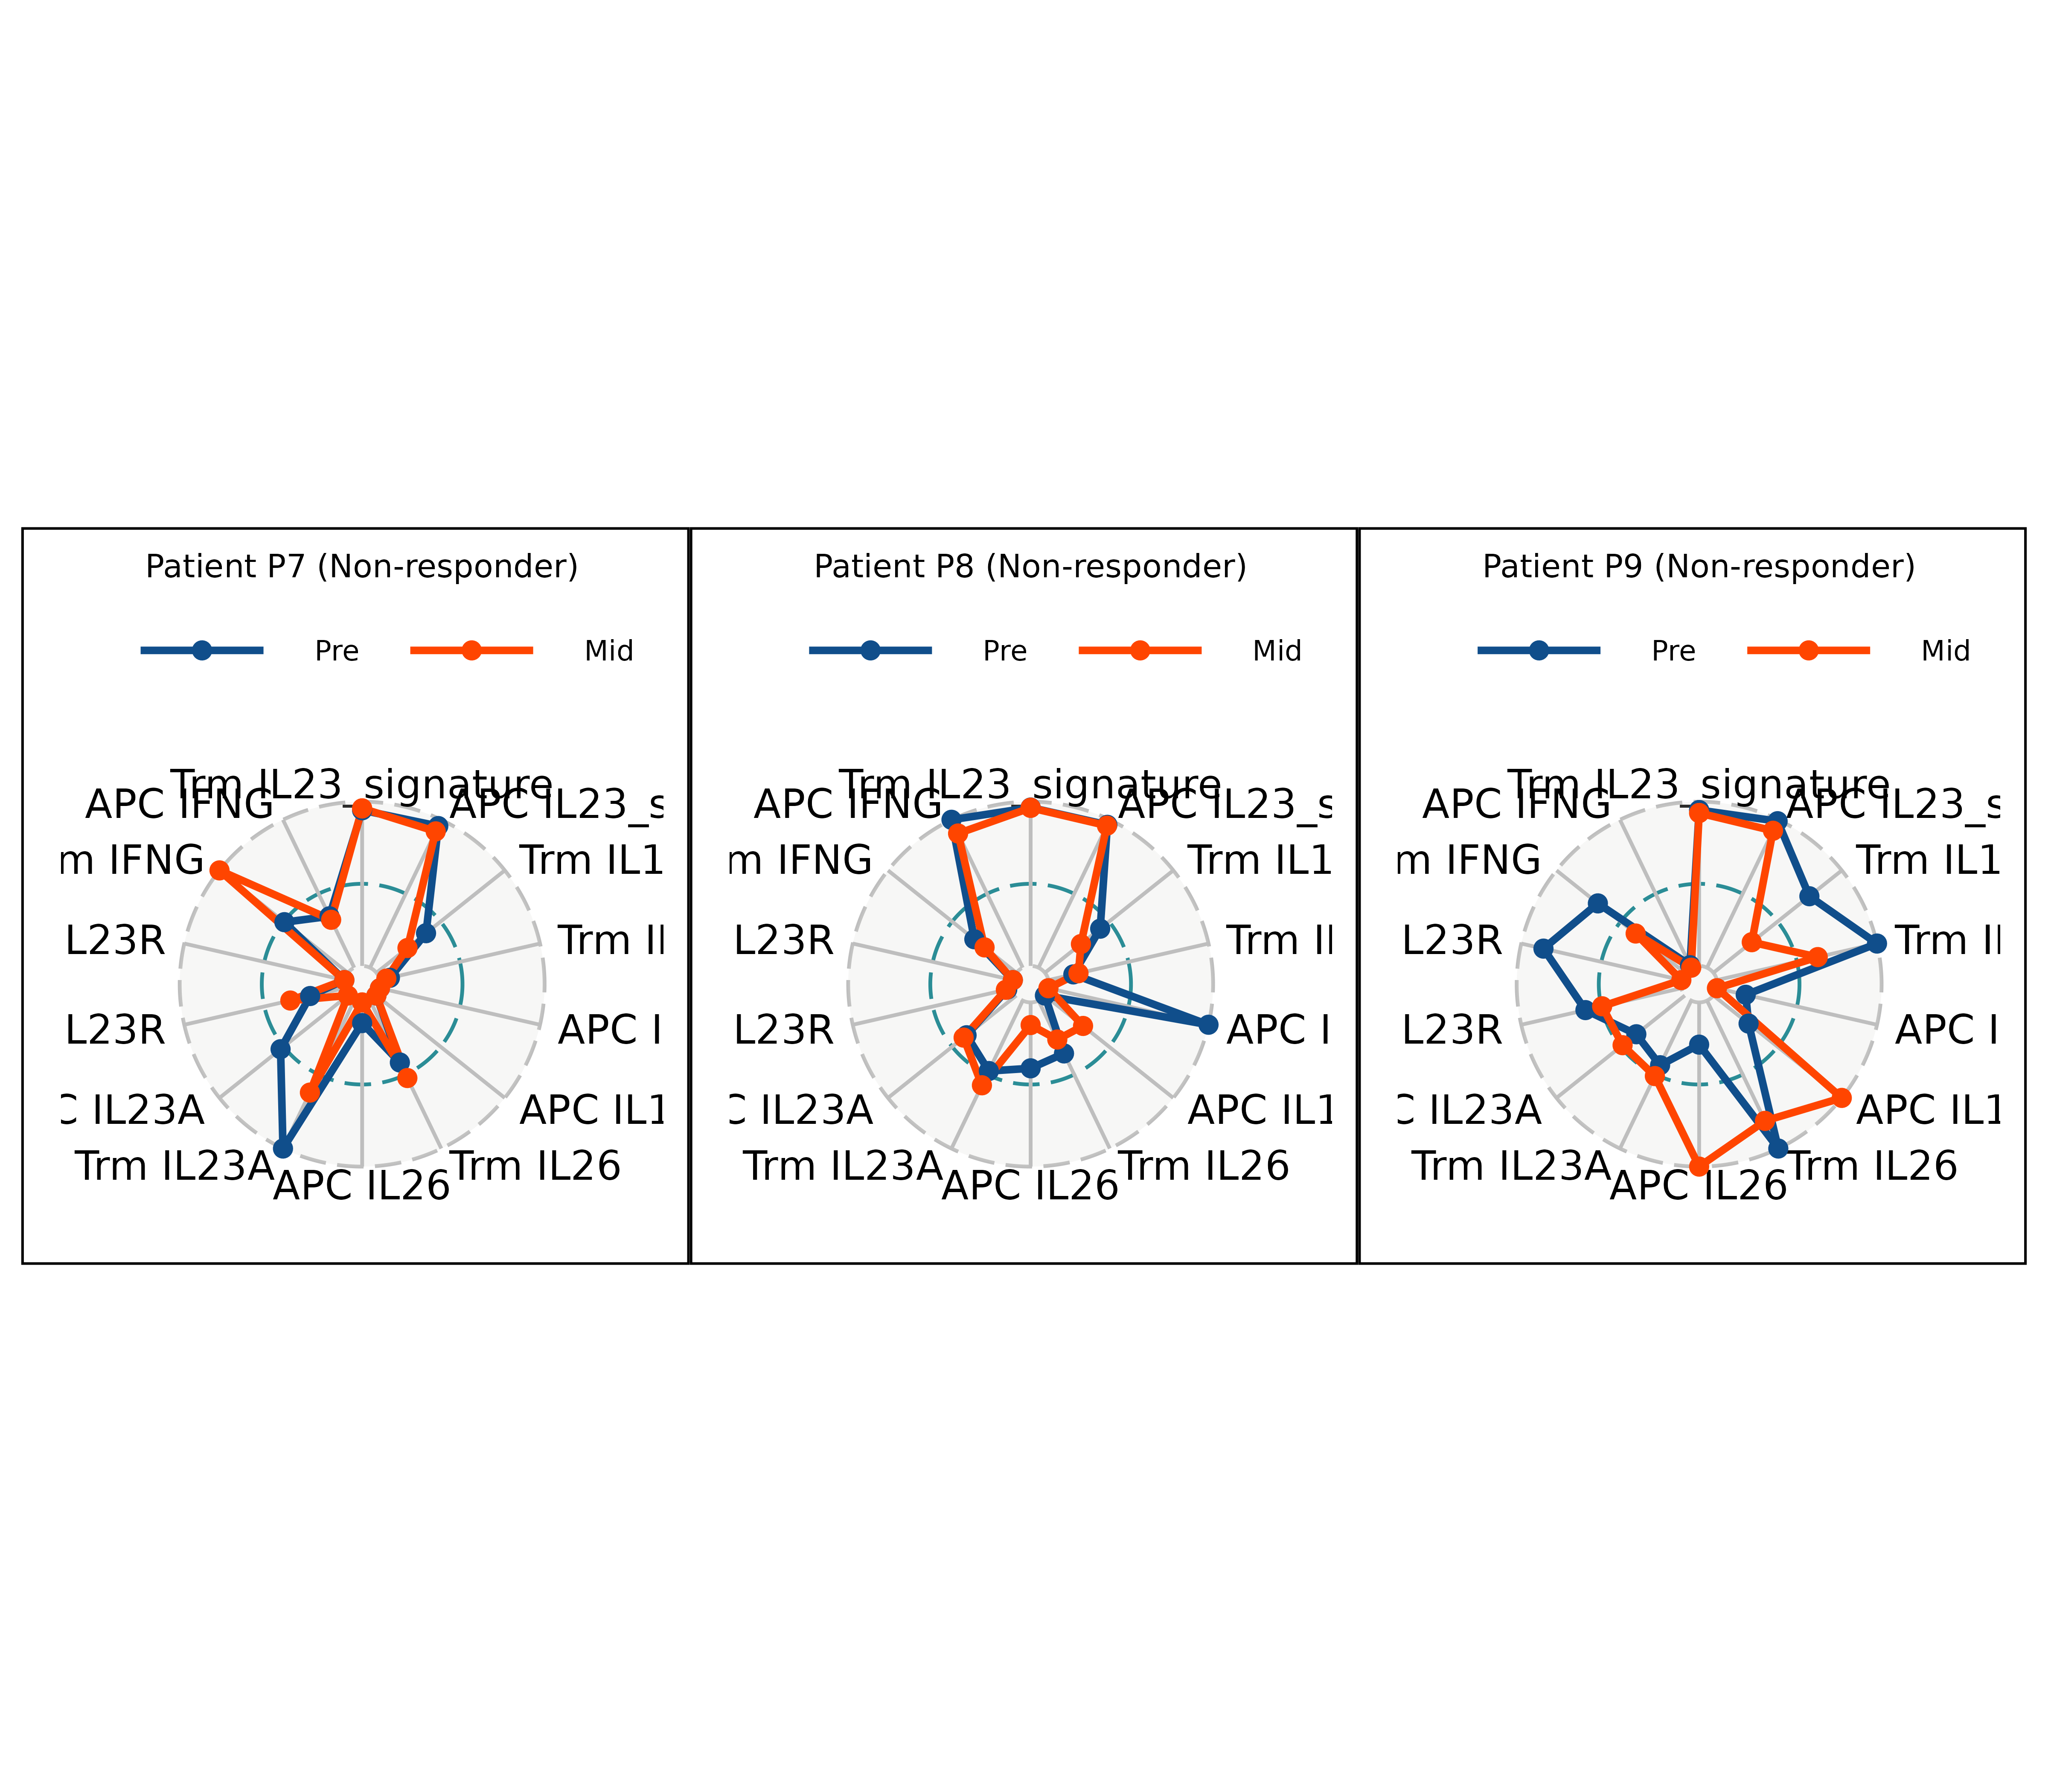 Patient P7 (Non-responder)
Pre
Mid
Trm IL23_signature
APC IFNG
APC IL23_s
m IFNG
Trm IL1
L23R
Trm Il
L23R
APC I
C IL23A
APC IL1
Trm IL23A
Trm IL26
APC IL26
Patient P8 (Non-responder)
Pre
Mid
Trm IL23_signature
APC IFNG
APC IL23_s
m IFNG
Trm IL1
L23R
Trm Il
L23R
APC I
C IL23A
APC IL1
Trm IL23A
Trm IL26
APC IL26
Patient P9 (Non-responder)
Pre
Mid
Trm IL23_signature
APC IFNG
APC IL23_s
m IFNG
Trm IL1
L23R
Trm Il
L23R
APC I
C IL23A
APC IL1
Trm IL23A
Trm IL26
APC IL26